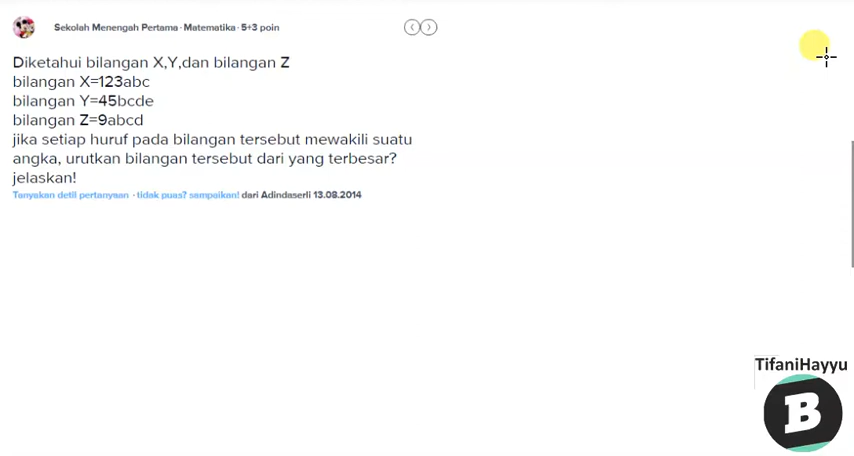 Sekolah Menengah Pertama · Matematika · 5+3 poin
Diketahui bilangan X,Y,dan bilangan Z
bilangan X=123abc
bilangan Y=45bcde
bilangan Z=9abcd
jika setiap huruf pada bilangan tersebut mewakili suatu
angka, urutkan bilangan tersebut dari yang terbesar?
jelaskan!
Tanyakan detil pertanyaan · tidak puas? sampaikan! dari Adindaserli 13.08.2014
TifaniHayyu
B